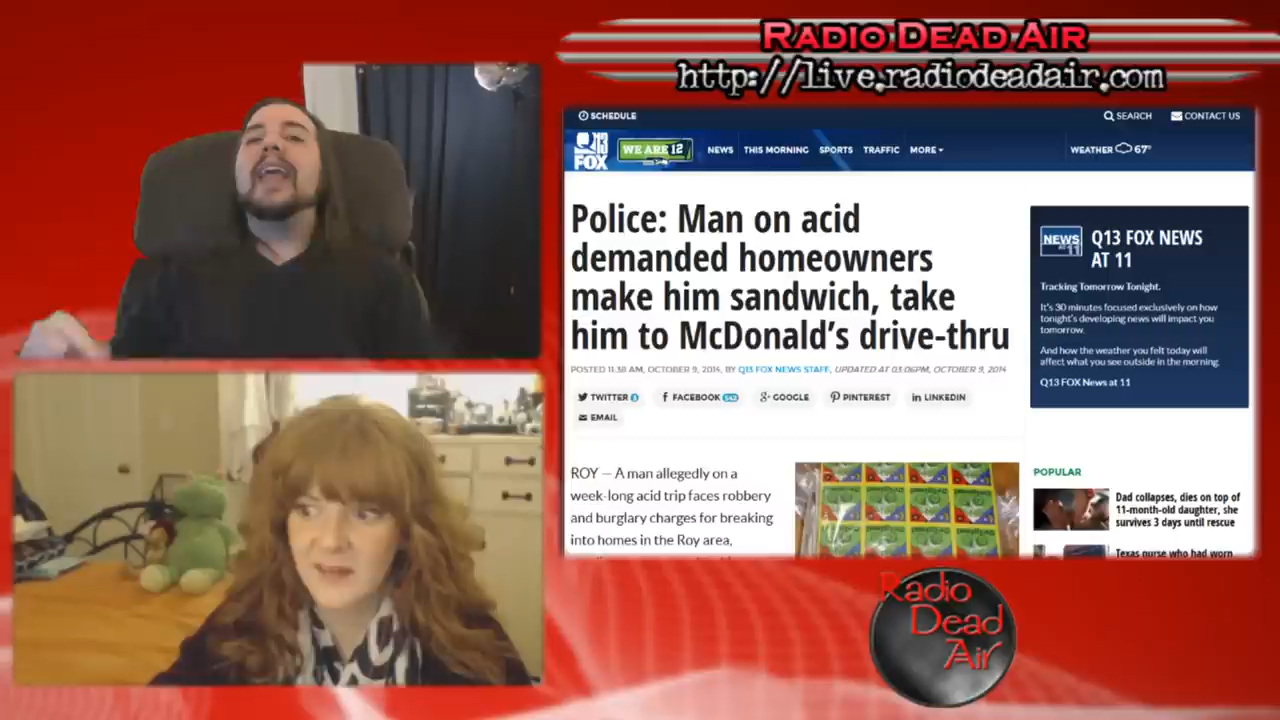 RADIO DEAD AIR
http://live.radiodeadair.com
SCHEDULE
SEARCH
CONTACT US
Q13 FOX
WE ARE 12
NEWS
THIS MORNING
SPORTS
TRAFFIC
MORE
WEATHER 67°
Police: Man on acid
demanded homeowners
make him sandwich, take
him to McDonald's drive-thru
POSTED 11:38 AM, OCTOBER 9, 2014, BY Q13 FOX NEWS STAFF, UPDATED AT 03:06PM, OCTOBER 9, 2014
TWITTER
FACEBOOK
GOOGLE
PINTEREST
LINKEDIN
EMAIL
ROY — A man allegedly on a
week-long acid trip faces robbery
and burglary charges for breaking
into homes in the Roy area,
NEWS
AT 11
Q13 FOX NEWS
AT 11
Tracking Tomorrow Tonight.
It's 30 minutes focused exclusively on how
tonight's developing news will impact you
tomorrow.
And how the weather you felt today will
affect what you see outside in the morning.
Q13 FOX News at 11
POPULAR
Dad collapses, dies on top of
11-month-old daughter, she
survives 3 days until rescue
Texas nurse who had worn
Radio
Dead
Air